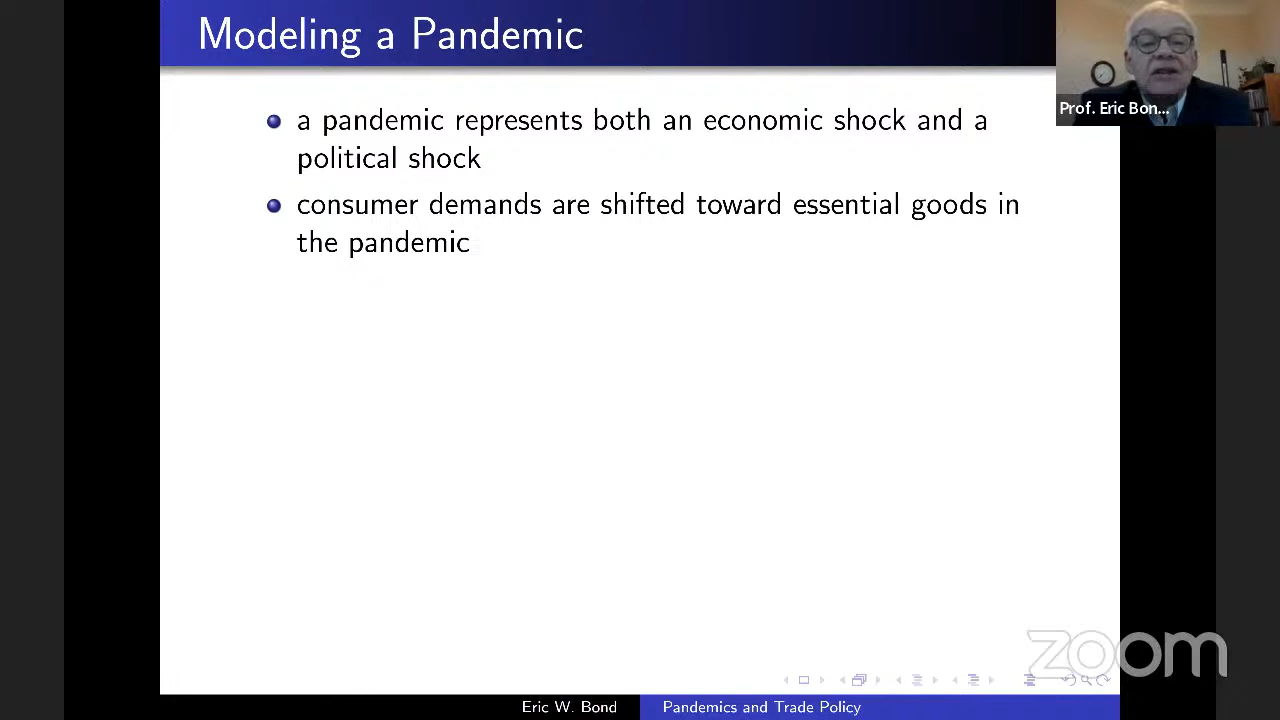 Modeling a Pandemic
Prof. Eric Bon...
a pandemic represents both an economic shock and a
political shock
consumer demands are shifted toward essential goods in
the pandemic
zoom
Eric W. Bond
Pandemics and Trade Policy